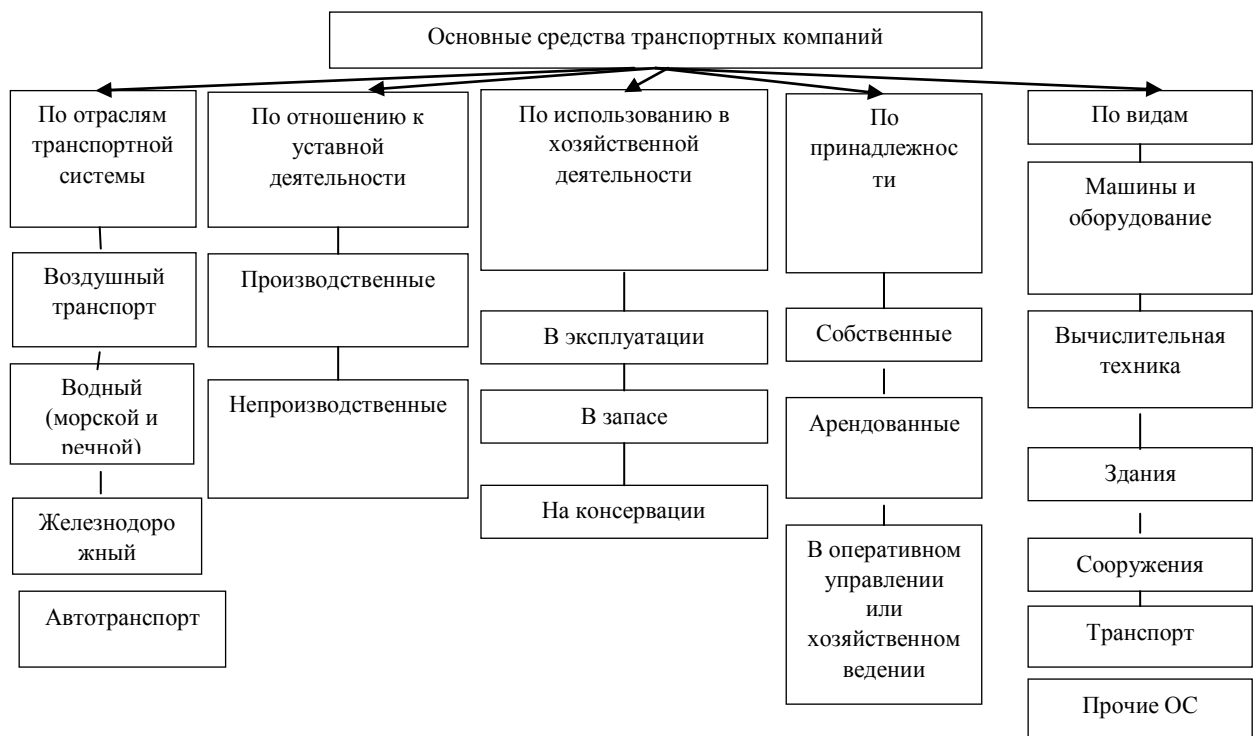 Основные средства транспортных компаний
По отраслям
транспортной
системы
Воздушный
транспорт
Водный
(морской и
речной)
Железнодоро
жный
Автотранспорт
По отношению к
уставной
деятельности
Производственные
Непроизводственные
По использованию в
хозяйственной
деятельности
В эксплуатации
В запасе
На консервации
По
принадлежнос
ти
Собственные
Арендованные
В оперативном
управлении
или
хозяйственном
ведении
По видам
Машины и
оборудование
Вычислительная
техника
Здания
Сооружения
Транспорт
Прочие ОС